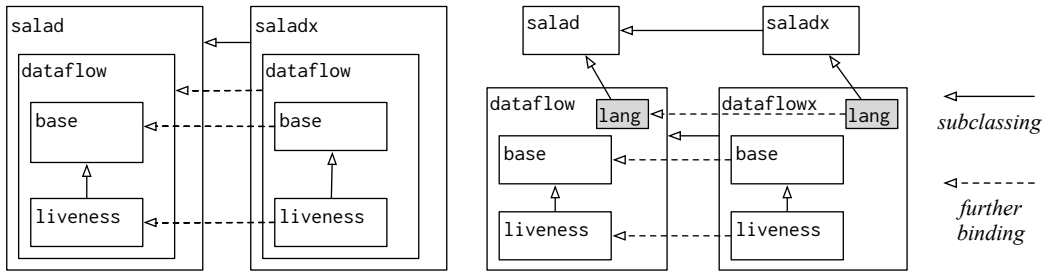 salad
saladx
dataflow
dataflow
base
base
liveness
liveness
salad
saladx
dataflow
lang
dataflowx
lang
base
base
liveness
liveness
subclassing
further
binding